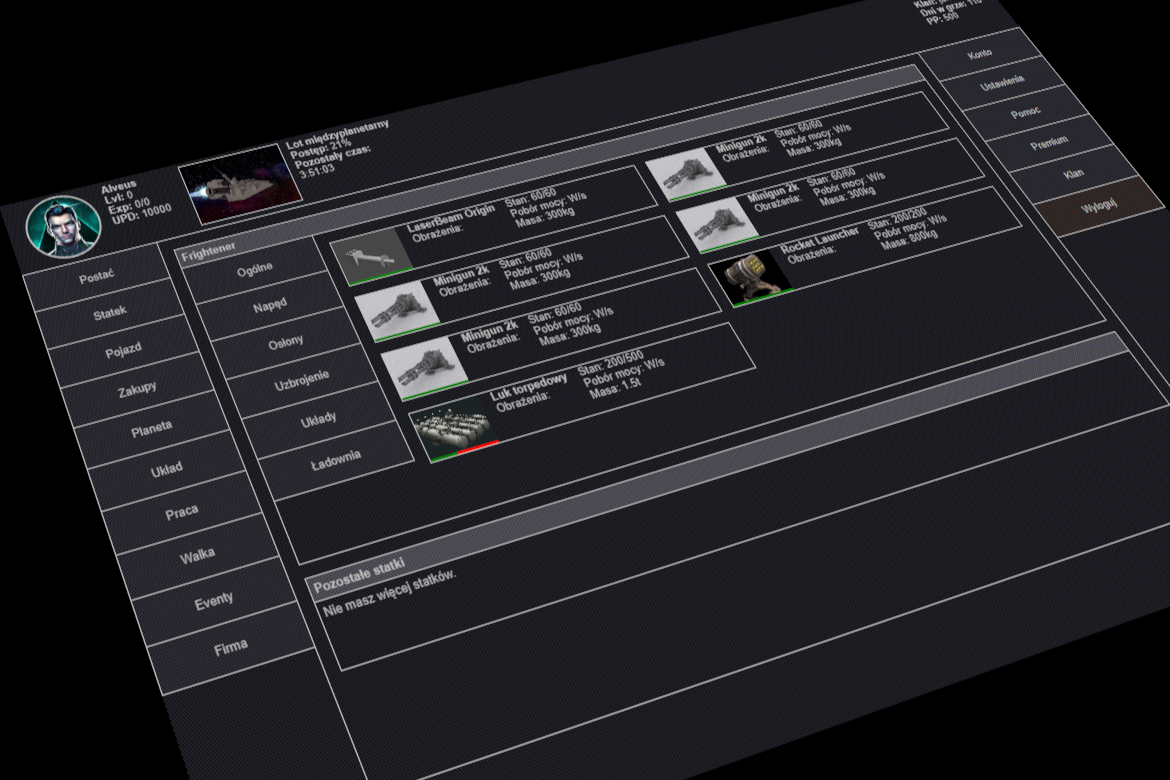 Alveus
Lvl: 0
Exp: 0/0
UPD: 10000
Lot międzyplanetarny
Postęp: 21%
Pozostały czas:
3:51:03
Dni w grze: 110
PP: 500
Postać
Statek
Pojazd
Zakupy
Planeta
Układ
Praca
Walka
Eventy
Firma
Frightener
Ogólne
Napęd
Osłony
Uzbrojenie
Układy
Ładownia
LaserBeam Origin
Obrażenia:
Stan: 60/60
Pobór mocy: W/s
Masa: 300kg
Minigun 2k
Obrażenia:
Stan: 60/60
Pobór mocy: W/s
Masa: 300kg
Minigun 2k
Obrażenia:
Stan: 60/60
Pobór mocy: W/s
Masa: 300kg
Luk torpedowy
Obrażenia:
Stan: 200/500
Pobór mocy: W/s
Masa: 1.5t
Minigun 2k
Obrażenia:
Stan: 60/60
Pobór mocy: W/s
Masa: 300kg
Minigun 2k
Obrażenia:
Stan: 60/60
Pobór mocy: W/s
Masa: 300kg
Rocket Launcher
Obrażenia:
Stan: 200/200
Pobór mocy: W/s
Masa: 800kg
Pozostałe statki
Nie masz więcej statków.
Konto
Ustawienia
Pomoc
Premium
Klan
Wyloguj